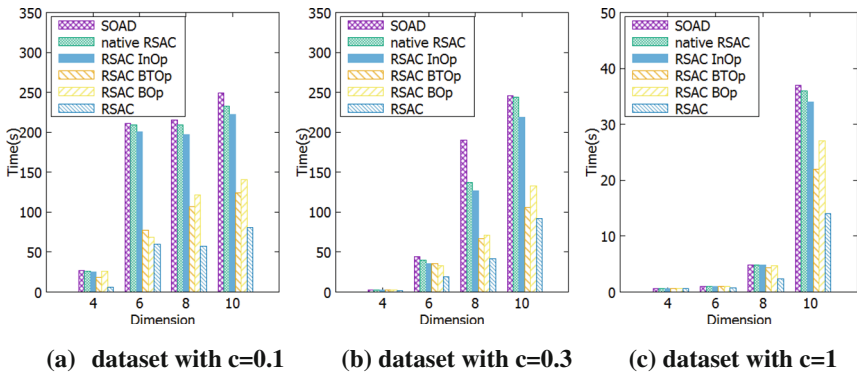 350
300
250
200
150
100
50
0
Time(s)
SOAD
native RSAC
RSAC InOp
RSAC BTOp
RSAC BOp
RSAC
4 6 8 10
Dimension
(a) dataset with c=0.1
350
300
250
200
150
100
50
0
Time(s)
SOAD
native RSAC
RSAC InOp
RSAC BTOp
RSAC BOp
RSAC
4 6 8 10
Dimension
(b) dataset with c=0.3
50
40
30
20
10
0
Time(s)
SOAD
native RSAC
RSAC InOp
RSAC BTOp
RSAC BOp
RSAC
4 6 8 10
Dimension
(c) dataset with c=1